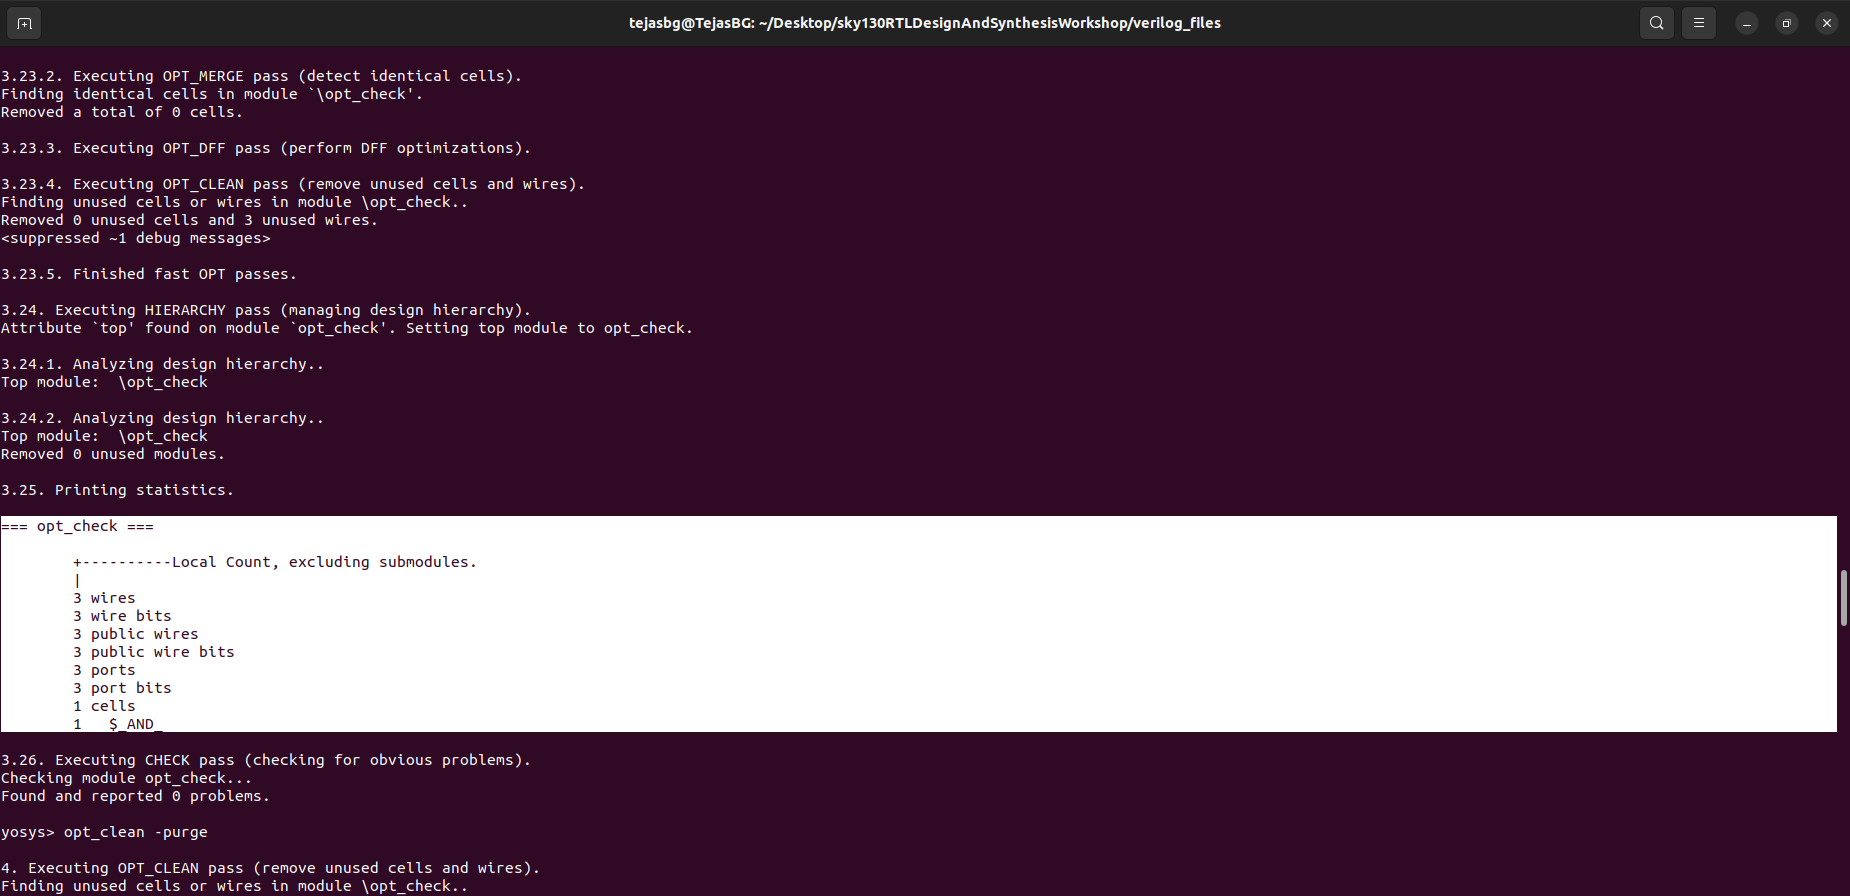 tejasbg@TejasBG: ~/Desktop/sky130RTLDesignAndSynthesisWorkshop/verilog_files
3.23.2. Executing OPT_MERGE pass (detect identical cells).
Finding identical cells in module `\opt_check'.
Removed a total of 0 cells.
3.23.3. Executing OPT_DFF pass (perform DFF optimizations).
3.23.4. Executing OPT_CLEAN pass (remove unused cells and wires).
Finding unused cells or wires in module \opt_check..
Removed 0 unused cells and 3 unused wires.
<suppressed ~1 debug messages>
3.23.5. Finished fast OPT passes.
3.24. Executing HIERARCHY pass (managing design hierarchy).
Attribute `top' found on module `opt_check'. Setting top module to opt_check.
3.24.1. Analyzing design hierarchy..
Top module:  \opt_check
3.24.2. Analyzing design hierarchy..
Top module:  \opt_check
Removed 0 unused modules.
3.25. Printing statistics.
=== opt_check ===
+----------Local Count, excluding submodules.
|
3 wires
3 wire bits
3 public wires
3 public wire bits
3 ports
3 port bits
1 cells
1   $_AND_
3.26. Executing CHECK pass (checking for obvious problems).
Checking module opt_check...
Found and reported 0 problems.
yosys> opt_clean -purge
4. Executing OPT_CLEAN pass (remove unused cells and wires).
Finding unused cells or wires in module \opt_check..